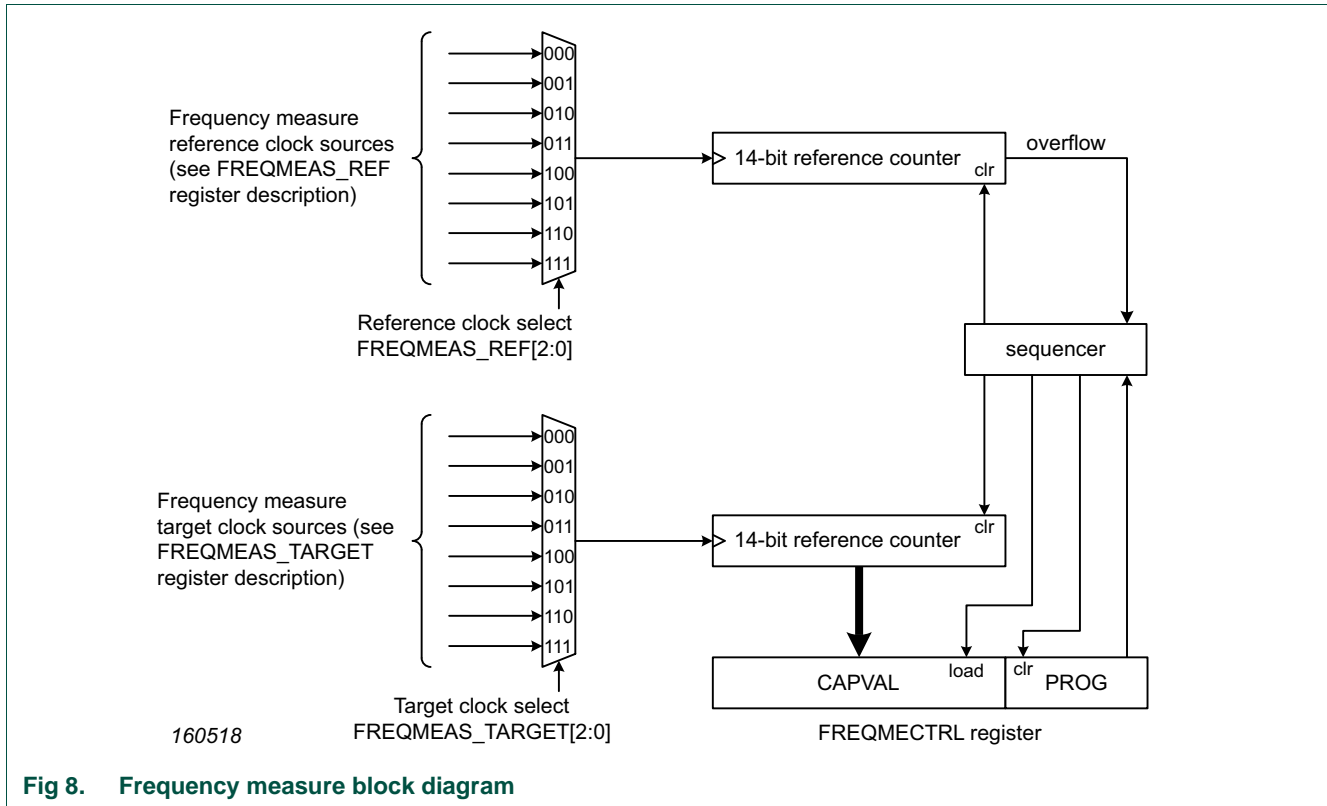 Frequency measure
reference clock sources
(see FREQMEAS_REF
register description)
000
001
010
011
100
101
110
111
Reference clock select
FREQMEAS_REF[2:0]
14-bit reference counter
clr
overflow
sequencer
Frequency measure
target clock sources (see
FREQMEAS_TARGET
register description)
000
001
010
011
100
101
110
111
Target clock select
FREQMEAS_TARGET[2:0]
14-bit reference counter
clr
CAPVAL
load
clr
PROG
FREQMECTRL register
160518
Fig 8. Frequency measure block diagram